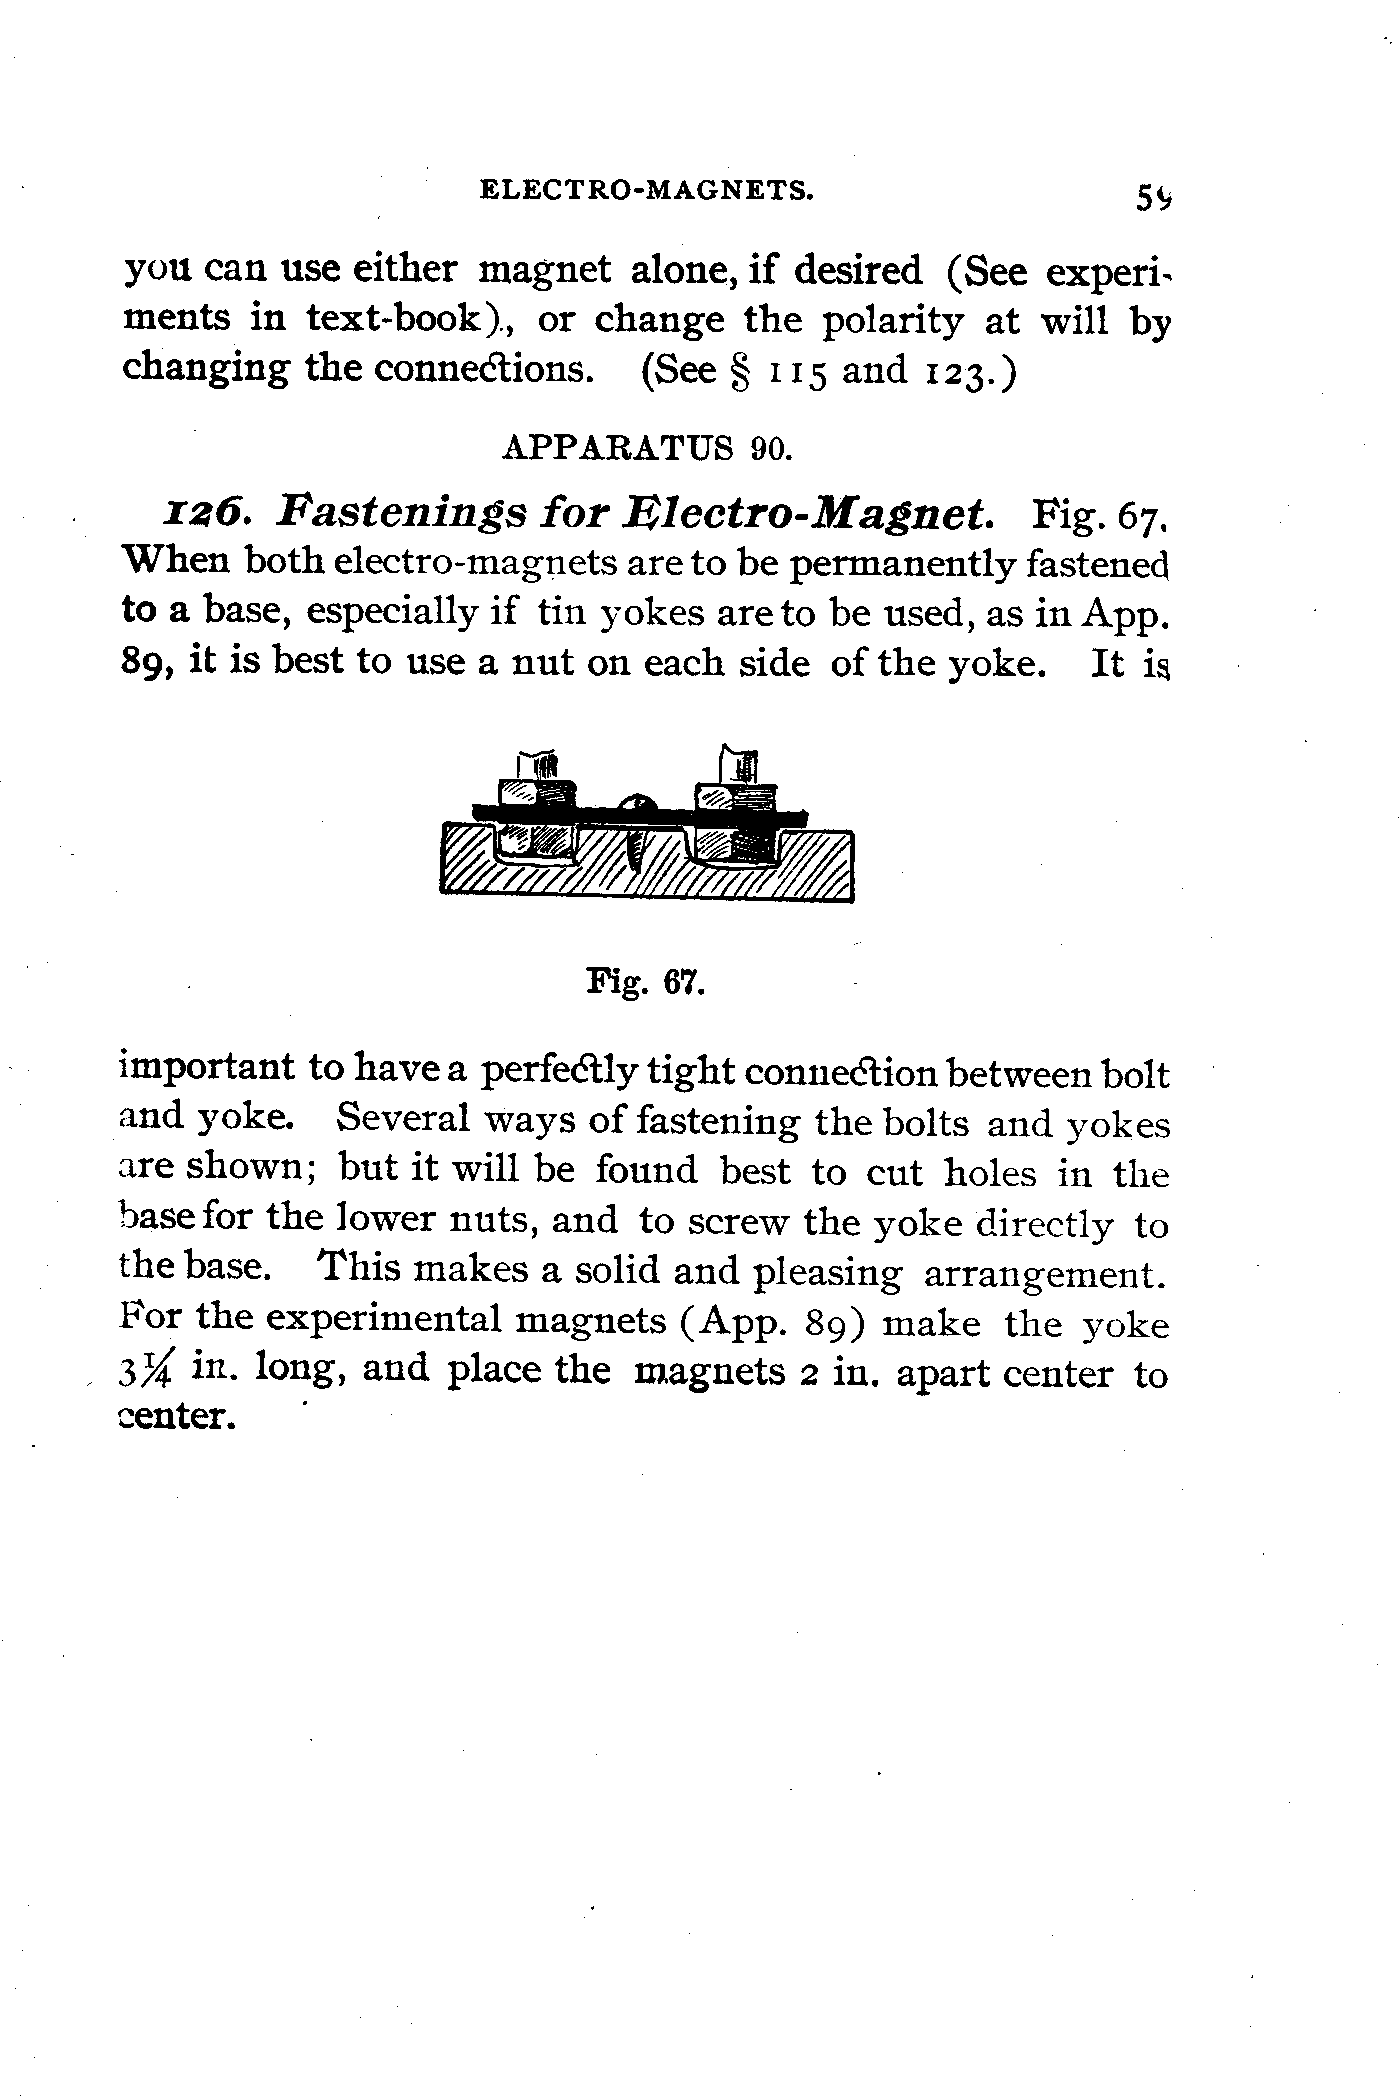 ELECTRO-MAGNETS. 59
you can use either magnet alone, if desired (See experi-
ments in text-book)., or change the polarity at will by
changing the connections. (See § 115 and 123.)
APPARATUS 90.
126. Fastenings for Electro-Magnet. Fig. 67.
When both electro-magnets are to be permanently fastened
to a base, especially if tin yokes are to be used, as in App.
89, it is best to use a nut on each side of the yoke. It is
Fig. 67.
important to have a perfectly tight connection between bolt
and yoke. Several ways of fastening the bolts and yokes
are shown; but it will be found best to cut holes in the
base for the lower nuts, and to screw the yoke directly to
the base. This makes a solid and pleasing arrangement.
For the experimental magnets (App. 89) make the yoke
3¼ in. long, and place the magnets 2 in. apart center to
center.